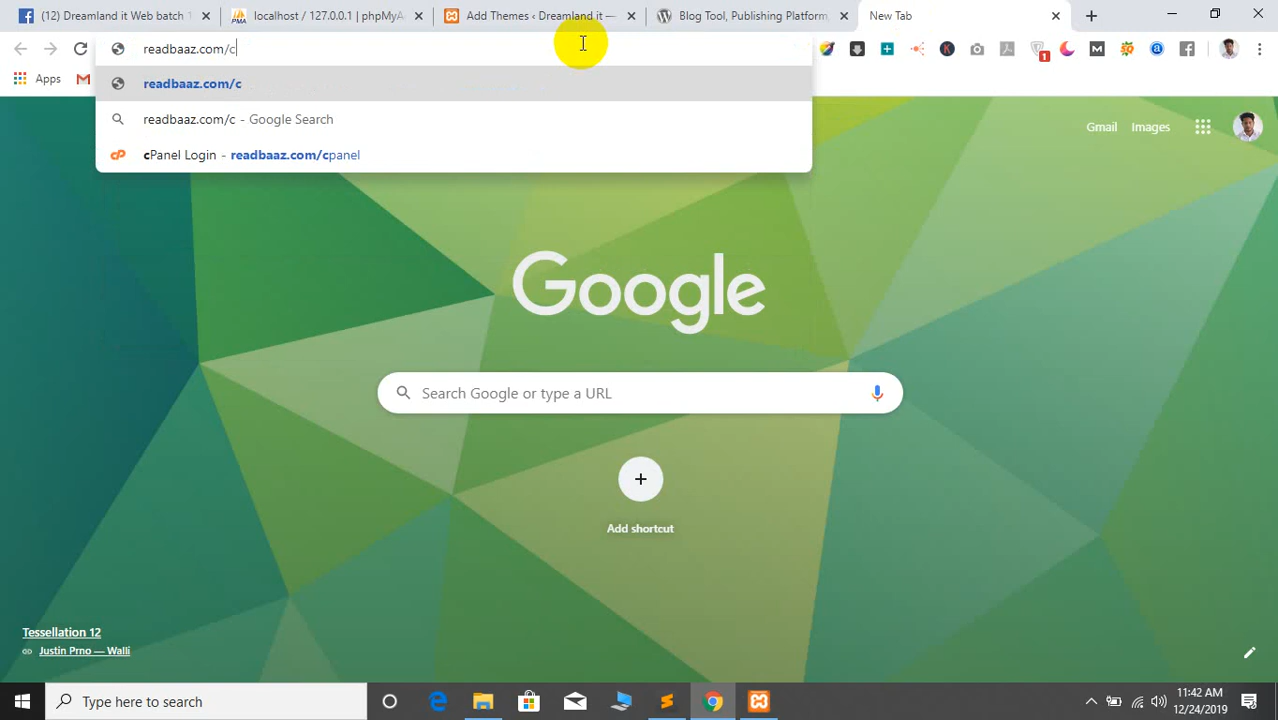 (12) Dreamland it Web batch 1
localhost / 127.0.0.1 | phpMyA
Add Themes ‹ Dreamland.it —
Blog Tool, Publishing Platform,
New Tab
readbaaz.com/c
readbaaz.com/c
readbaaz.com/c - Google Search
cPanel Login - readbaaz.com/cpanel
Apps
1
Gmail
Images
Google
Search Google or type a URL
Add shortcut
Tessellation 12
Justin Prno — Walli
Type here to search
11:42 AM
12/24/2019